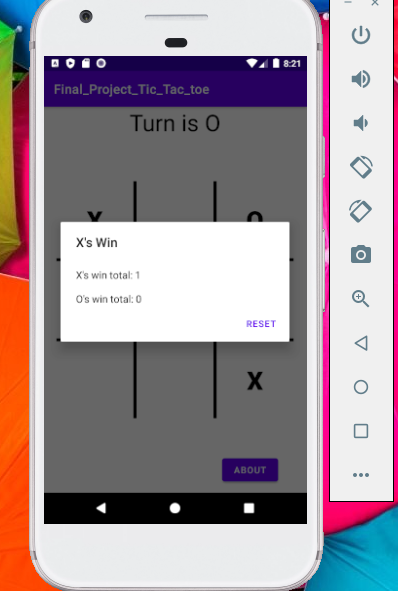 8:21
Final_Project_Tic_Tac_toe
Turn is O
X O
X's Win
X's win total: 1
O's win total: 0
RESET
X
ABOUT